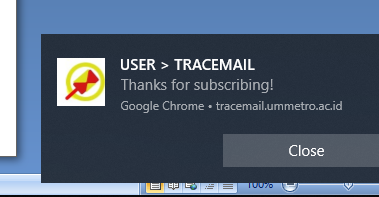 USER > TRACEMAIL
Thanks for subscribing!
Google Chrome • tracemail.ummetro.ac.id
Close
100%